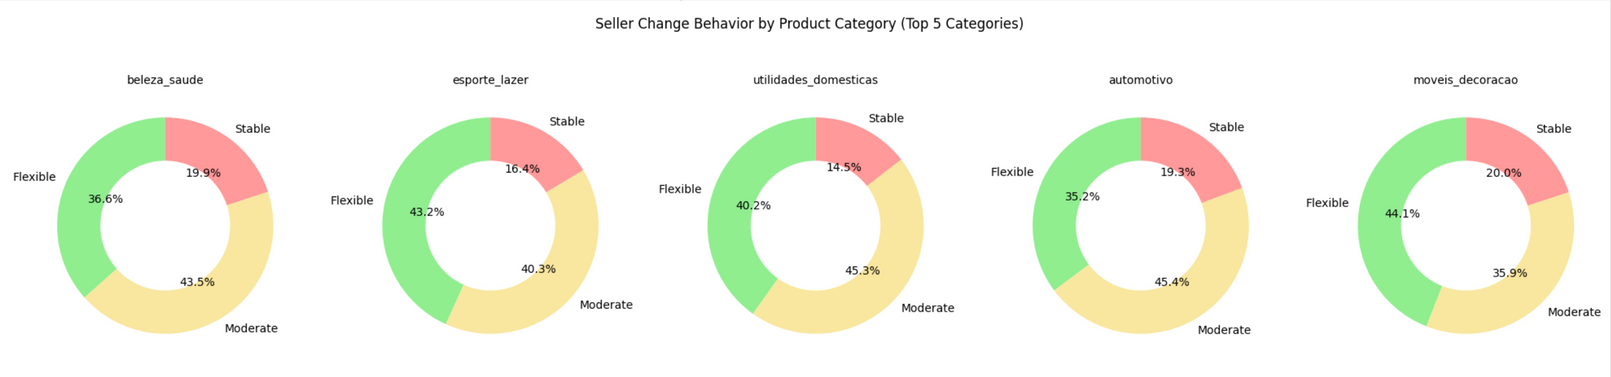 Seller Change Behavior by Product Category (Top 5 Categories)
beleza_saude
Stable
19.9%
Flexible
36.6%
43.5%
Moderate
esporte_lazer
Stable
16.4%
Flexible
43.2%
40.3%
Moderate
utilidades_domesticas
Stable
14.5%
Flexible
40.2%
45.3%
Moderate
automotivo
Stable
19.3%
Flexible
35.2%
45.4%
Moderate
moveis_decoracao
Stable
20.0%
Flexible
44.1%
35.9%
Moderate